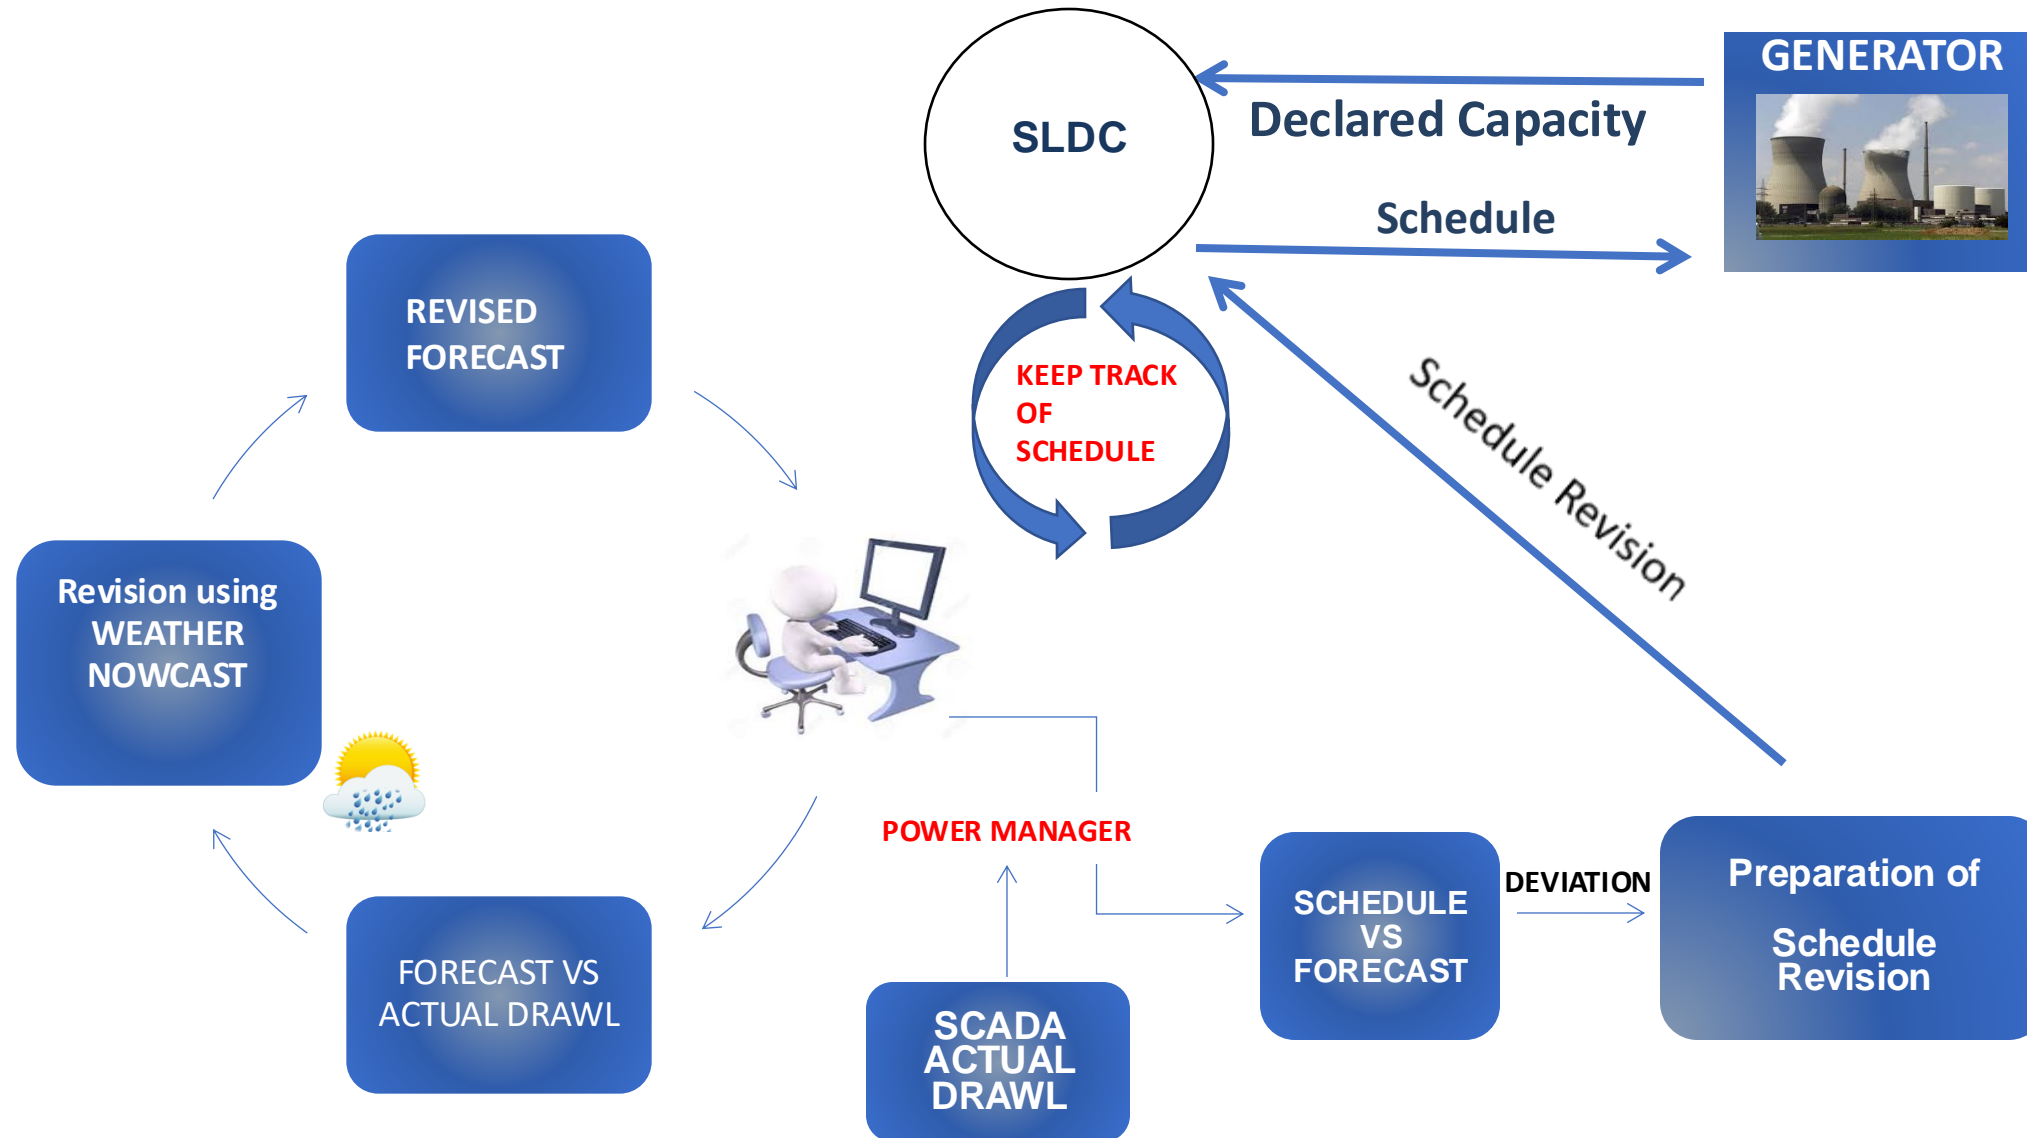 GENERATOR
SLDC
Declared Capacity
Schedule
REVISED
FORECAST
KEEP TRACK
OF
SCHEDULE
Schedule Revision
Revision using
WEATHER
NOWCAST
POWER MANAGER
SCHEDULE
VS
FORECAST
DEVIATION
Preparation of
Schedule
Revision
FORECAST VS
ACTUAL DRAWL
SCADA
ACTUAL
DRAWL